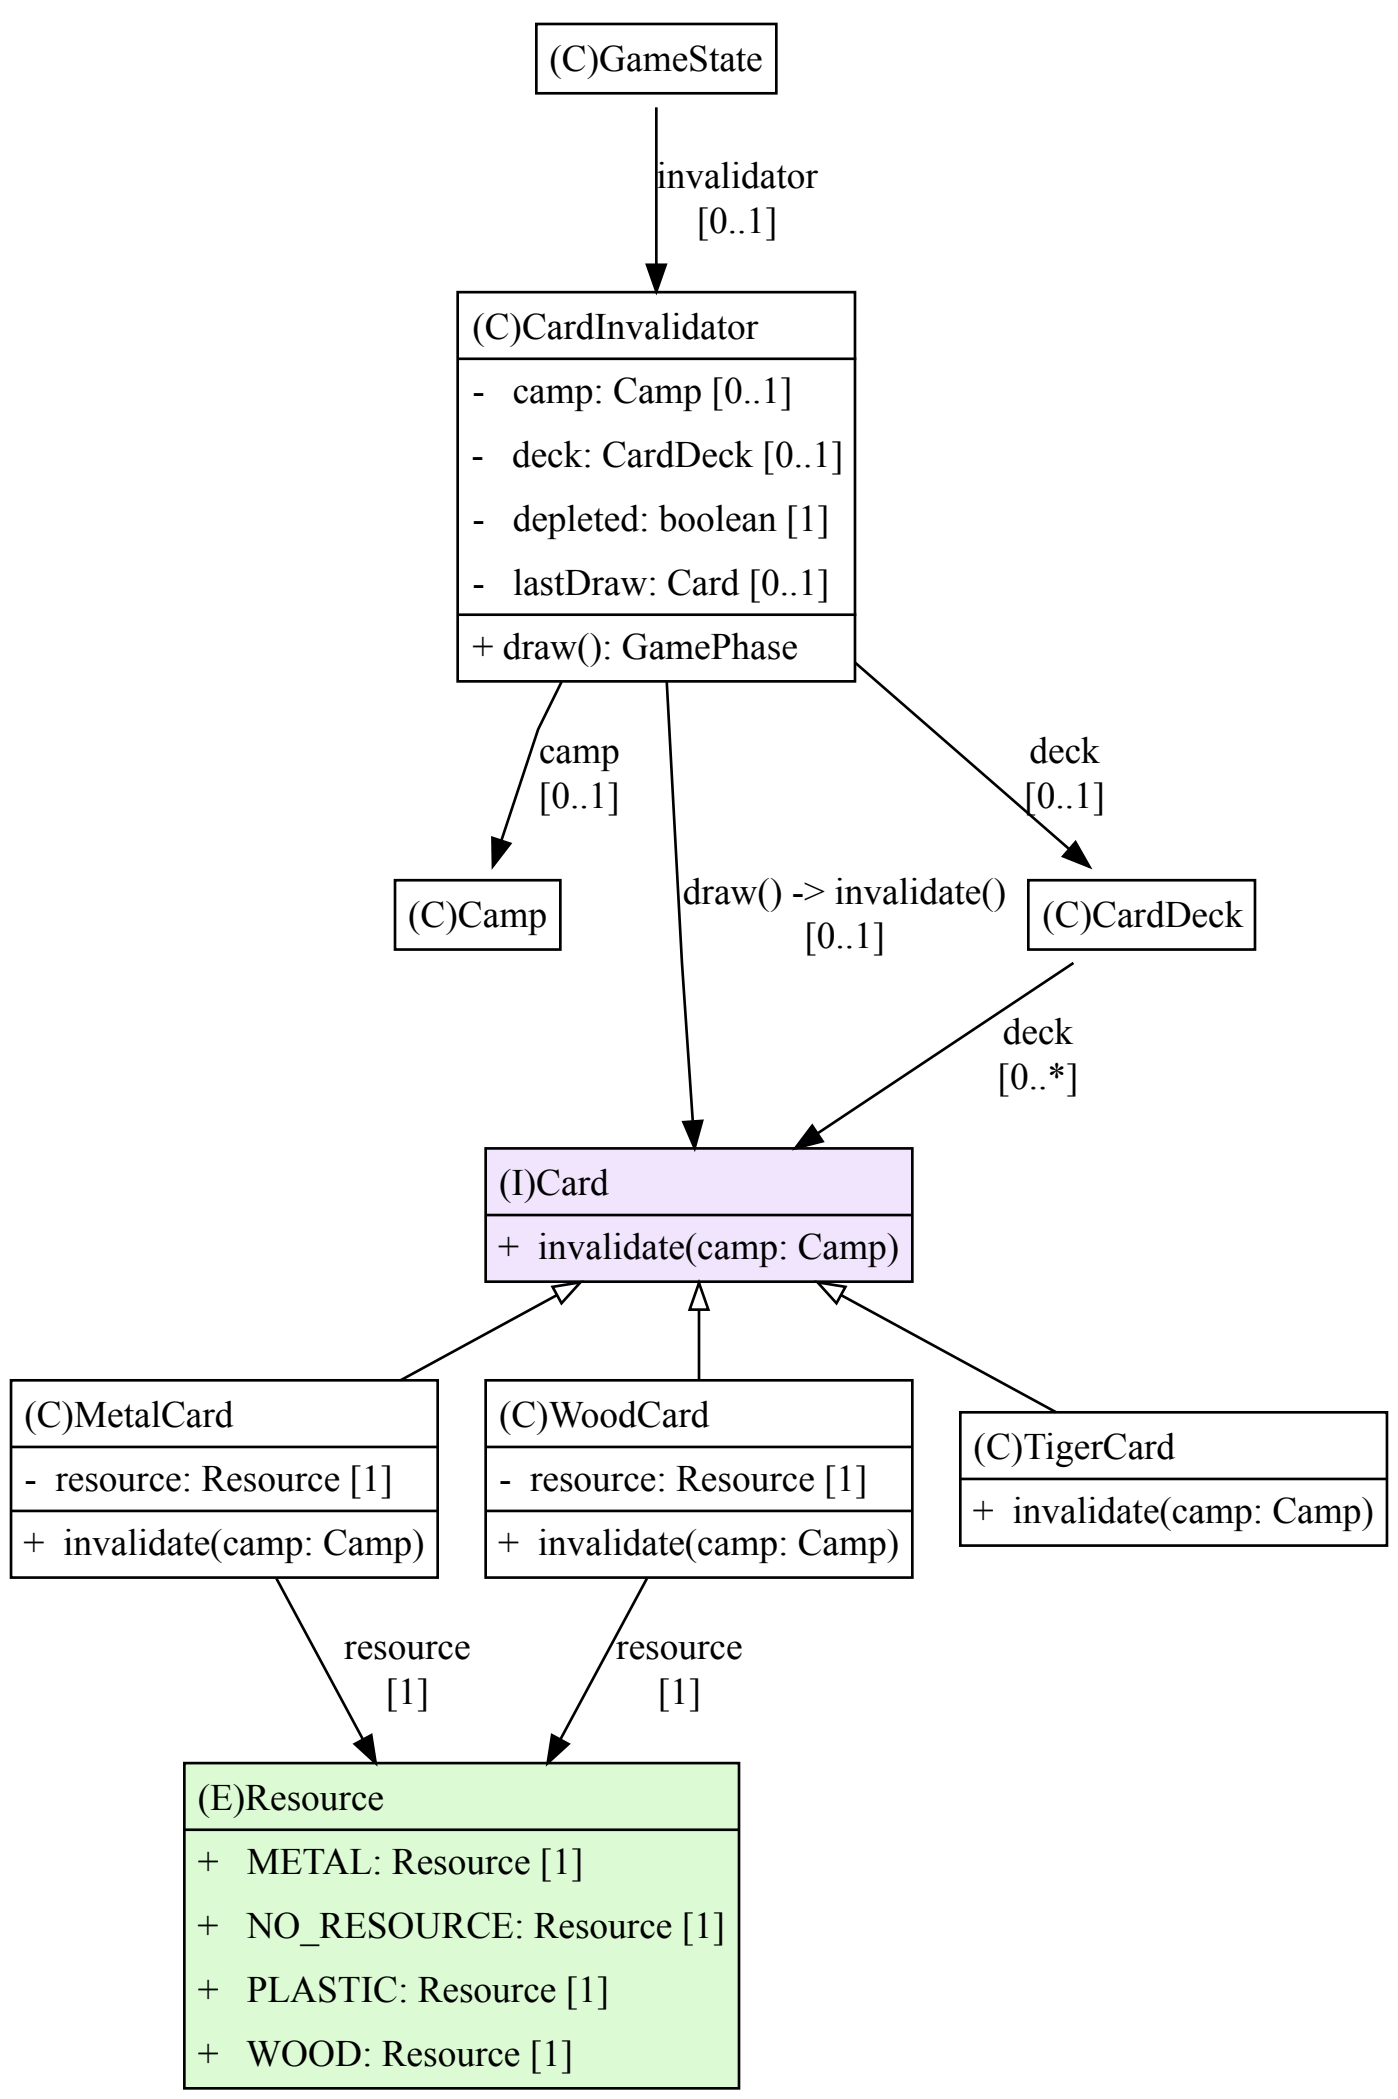 (C)GameState
invalidator
[0..1]
(C)CardInvalidator
- camp: Camp [0..1]
- deck: CardDeck [0..1]
- depleted: boolean [1]
- lastDraw: Card [0..1]
+ draw(): GamePhase
camp
[0..1]
deck
[0..1]
draw() -> invalidate()
[0..1]
(C)Camp
(C)CardDeck
deck
[0..*]
(I)Card
+ invalidate(camp: Camp)
(C)MetalCard
- resource: Resource [1]
+ invalidate(camp: Camp)
(C)WoodCard
- resource: Resource [1]
+ invalidate(camp: Camp)
(C)TigerCard
+ invalidate(camp: Camp)
resource
[1]
resource
[1]
(E)Resource
+ METAL: Resource [1]
+ NO_RESOURCE: Resource [1]
+ PLASTIC: Resource [1]
+ WOOD: Resource [1]